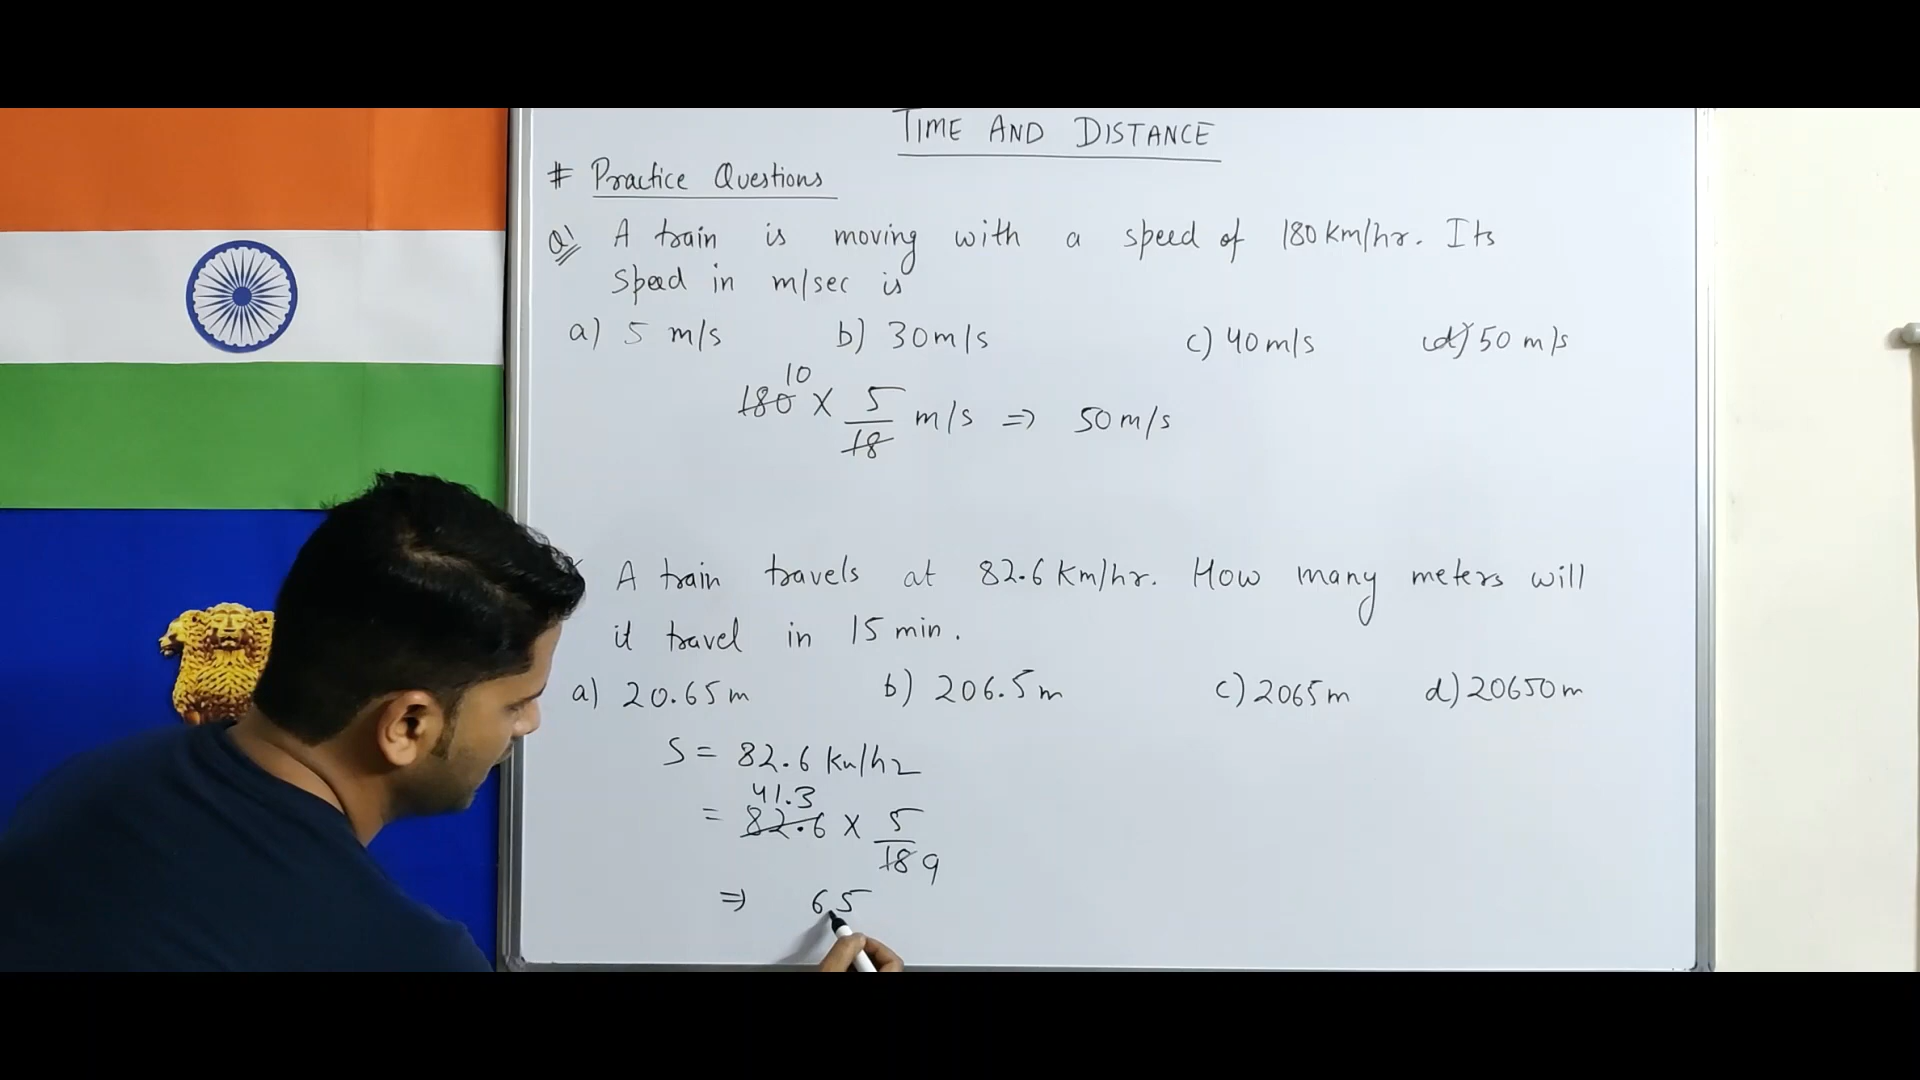 TIME AND DISTANCE
# Practice Questions
Q1 A train is moving with a speed of 180 km/hr. Its
Speed in m/sec is
a) 5 m/s b) 30 m/s c) 40 m/s d) 50 m/s
10
180 × 5/18 m/s ⇒ 50 m/s
A train travels at 82.6 Km/hr. How many meters will
it travel in 15 min.
a) 20.65 m b) 206.5 m c) 2065 m d) 20650 m
S = 82.6 Km/hr
41.3
= 82.6 × 5/18 9
⇒ 65